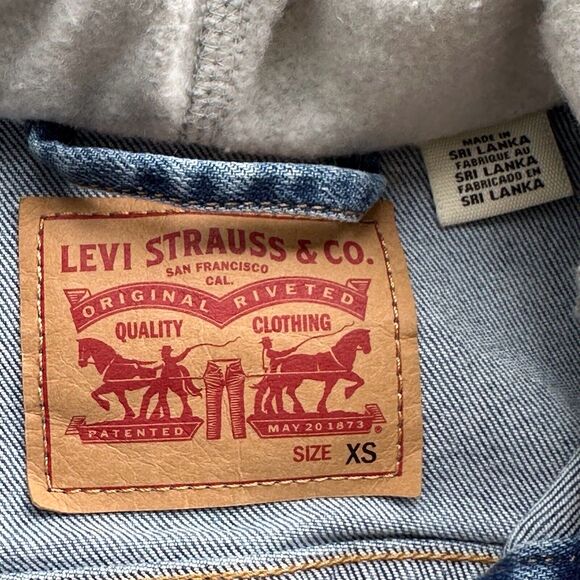 MADE IN
SRI LANKA
FABRIQUE AU
SRI LANKA
FABRICADO EN
SRI LANKA
LEVI STRAUSS & CO.
SAN FRANCISCO
CAL.
ORIGINAL RIVETED
QUALITY CLOTHING
PATENTED MAY 20 1873 ®
SIZE XS